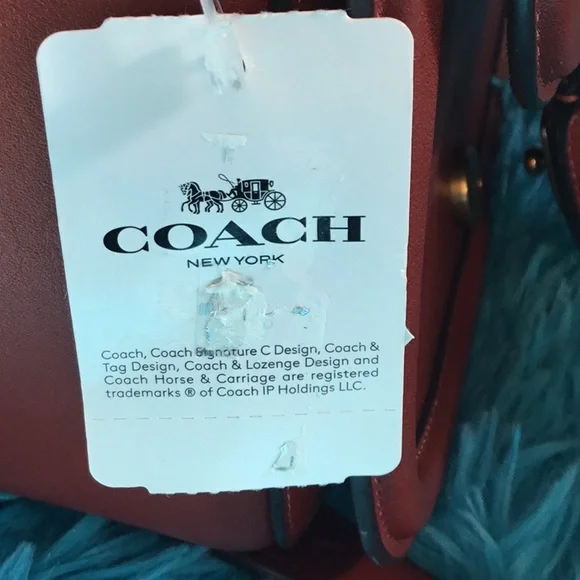 COACH
NEW YORK
Coach, Coach Signature C Design, Coach &
Tag Design, Coach & Lozenge Design and
Coach Horse & Carriage are registered
trademarks ® of Coach IP Holdings LLC.